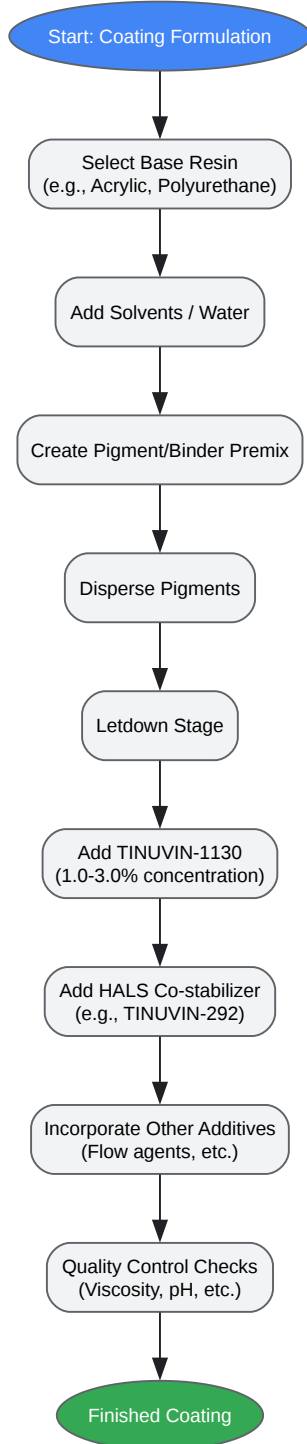 Start: Coating Formulation
Select Base Resin
(e.g., Acrylic, Polyurethane)
Add Solvents / Water
Create Pigment/Binder Premix
Disperse Pigments
Letdown Stage
Add TINUVIN-1130
(1.0-3.0% concentration)
Add HALS Co-stabilizer
(e.g., TINUVIN-292)
Incorporate Other Additives
(Flow agents, etc.)
Quality Control Checks
(Viscosity, pH, etc.)
Finished Coating